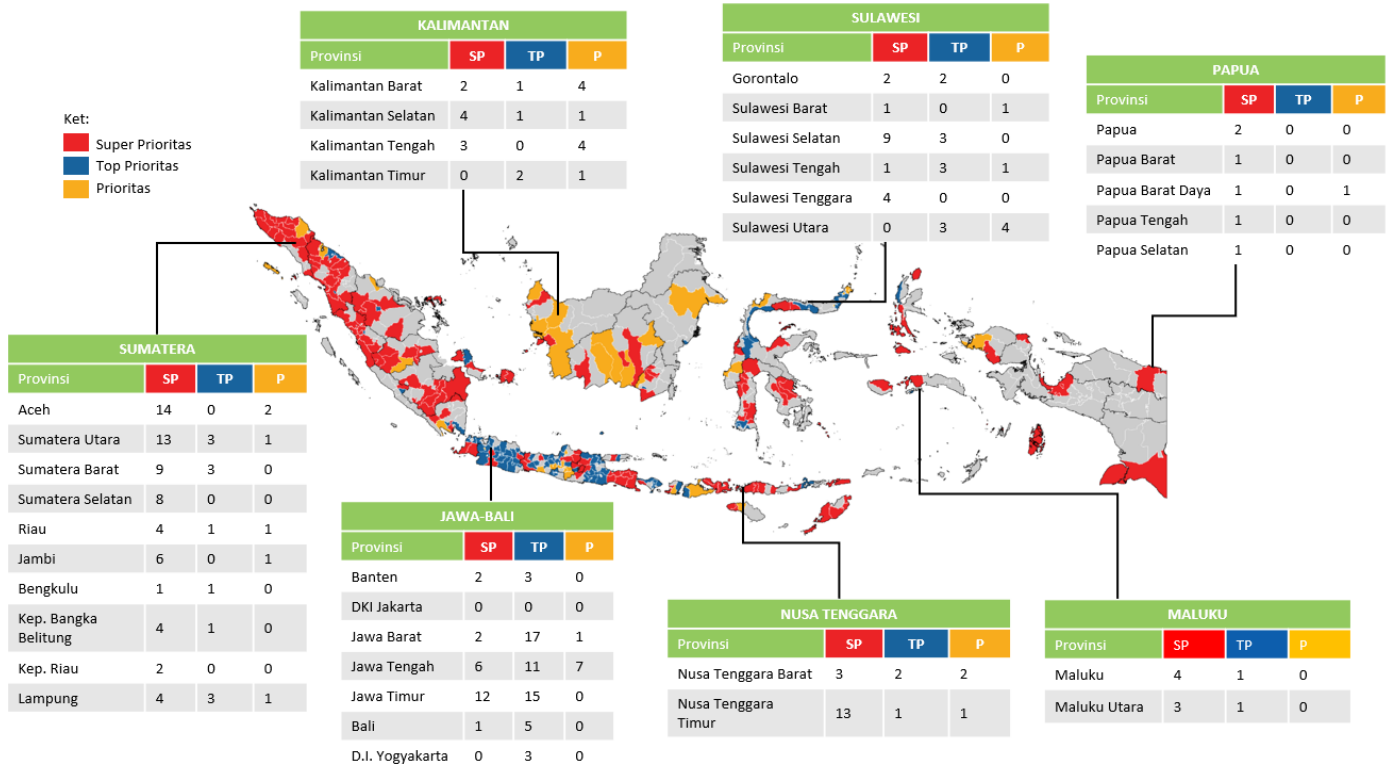 KALIMANTAN
Provinsi SP TP P
Kalimantan Barat 2 1 4
Kalimantan Selatan 4 1 1
Kalimantan Tengah 3 0 4
Kalimantan Timur 0 2 1
SULAWESI
Provinsi SP TP P
Gorontalo 2 2 0
Sulawesi Barat 1 0 1
Sulawesi Selatan 9 3 0
Sulawesi Tengah 1 3 1
Sulawesi Tenggara 4 0 0
Sulawesi Utara 0 3 4
PAPUA
Provinsi SP TP P
Papua 2 0 0
Papua Barat 1 0 0
Papua Barat Daya 1 0 1
Papua Tengah 1 0 0
Papua Selatan 1 0 0
Ket:
Super Prioritas
Top Prioritas
Prioritas
SUMATERA
Provinsi SP TP P
Aceh 14 0 2
Sumatera Utara 13 3 1
Sumatera Barat 9 3 0
Sumatera Selatan 8 0 0
Riau 4 1 1
Jambi 6 0 1
Bengkulu 1 1 0
Kep. Bangka
Belitung 4 1 0
Kep. Riau 2 0 0
Lampung 4 3 1
JAWA-BALI
Provinsi SP TP P
Banten 2 3 0
DKI Jakarta 0 0 0
Jawa Barat 2 17 1
Jawa Tengah 6 11 7
Jawa Timur 12 15 0
Bali 1 5 0
D.I. Yogyakarta 0 3 0
NUSA TENGGARA
Provinsi SP TP P
Nusa Tenggara Barat 3 2 2
Nusa Tenggara
Timur 13 1 1
MALUKU
Provinsi SP TP P
Maluku 4 1 0
Maluku Utara 3 1 0